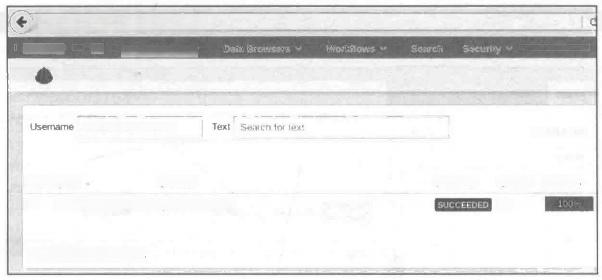 Data Browsers Workflows Search Security
Username Text Search for text
SUCCEEDED 100%